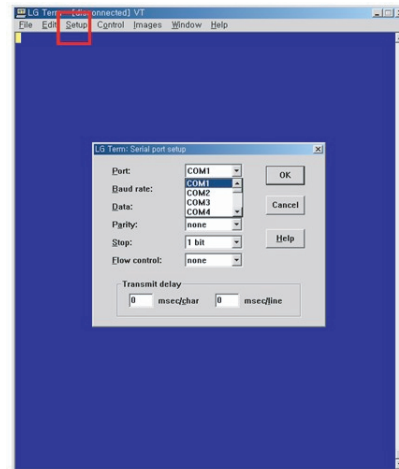 LG Term - [disconnected] VT
File Edit Setup Control Images Window Help
LG Term: Serial port setup
Port: COM1
OK
COM1
Baud rate:
COM2
Data:
COM3
Cancel
COM4
Parity: none
Stop: 1 bit
Help
Flow control: none
Transmit delay
0 msec/char 0 msec/line